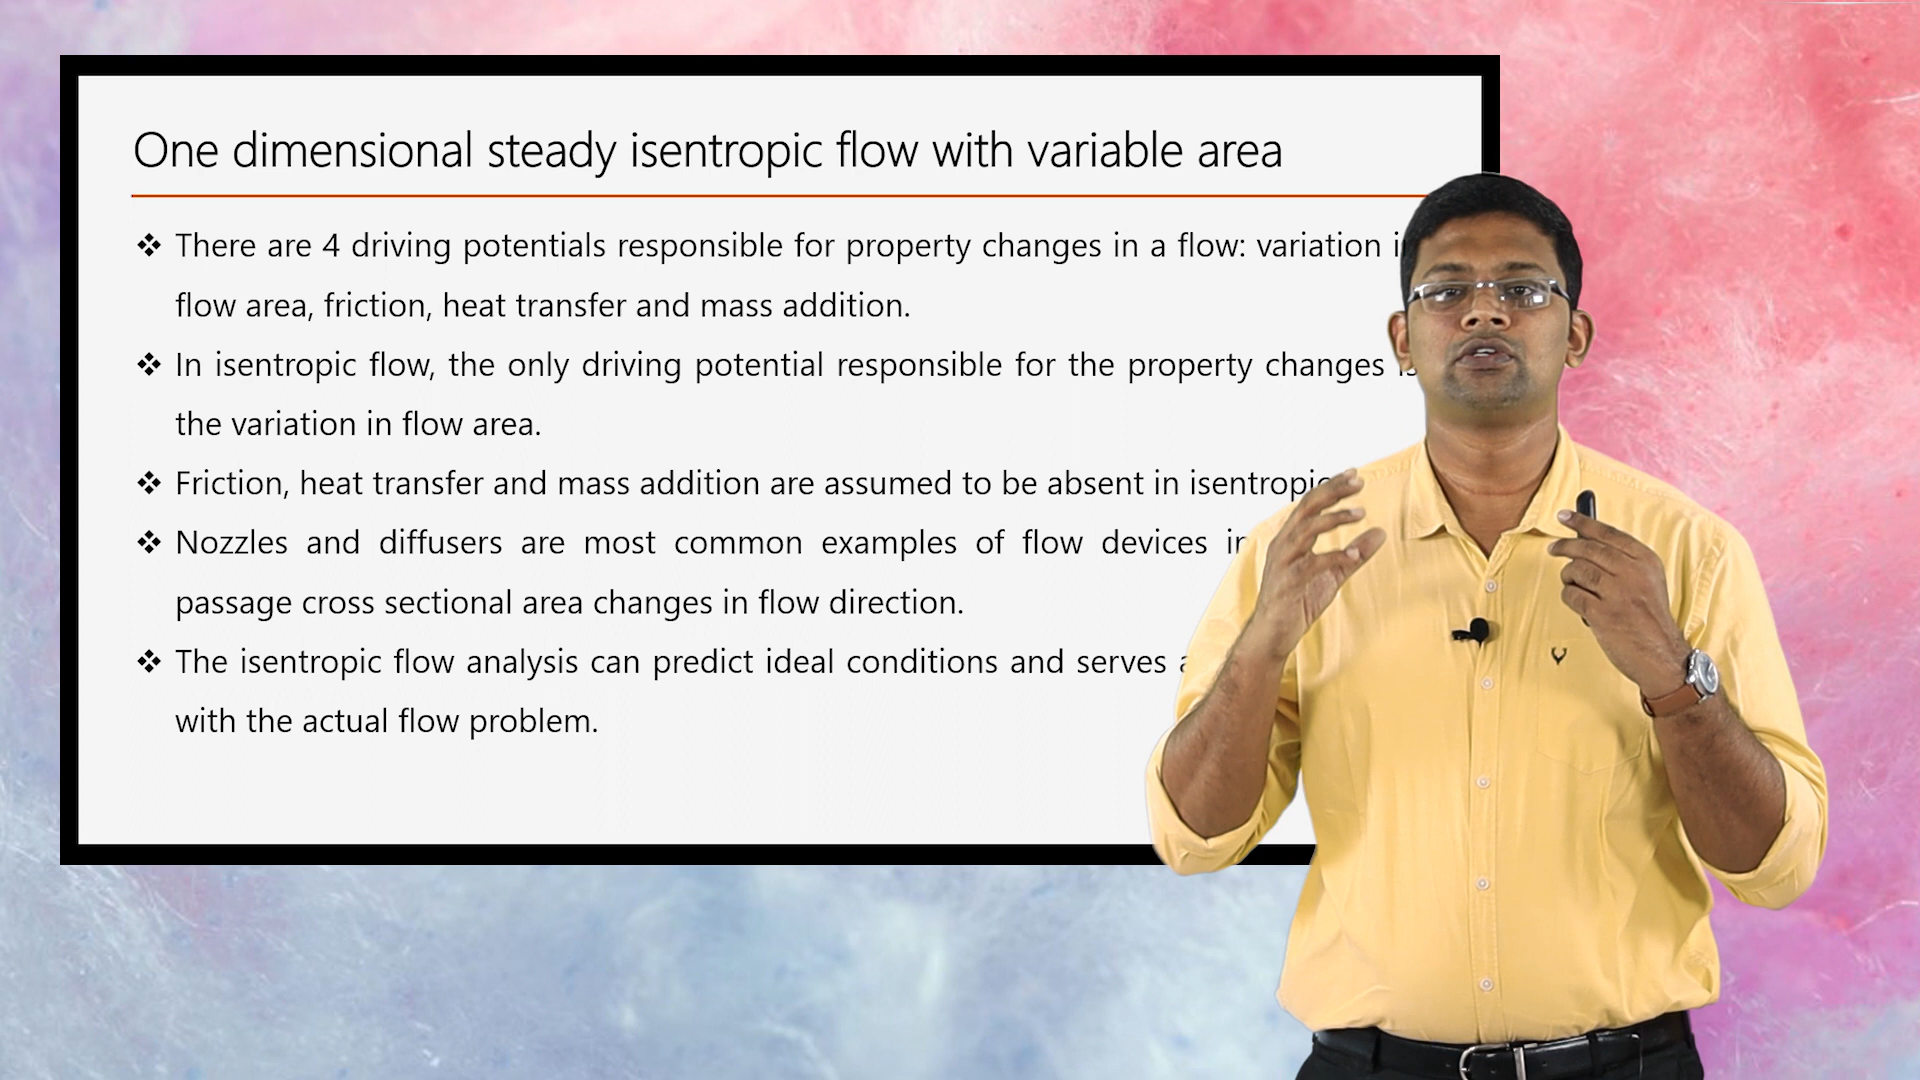 One dimensional steady isentropic flow with variable area
❖ There are 4 driving potentials responsible for property changes in a flow: variation
flow area, friction, heat transfer and mass addition.
❖ In isentropic flow, the only driving potential responsible for the property changes
the variation in flow area.
❖ Friction, heat transfer and mass addition are assumed to be absent in isentropic
❖ Nozzles and diffusers are most common examples of flow devices
passage cross sectional area changes in flow direction.
❖ The isentropic flow analysis can predict ideal conditions and serves
with the actual flow problem.